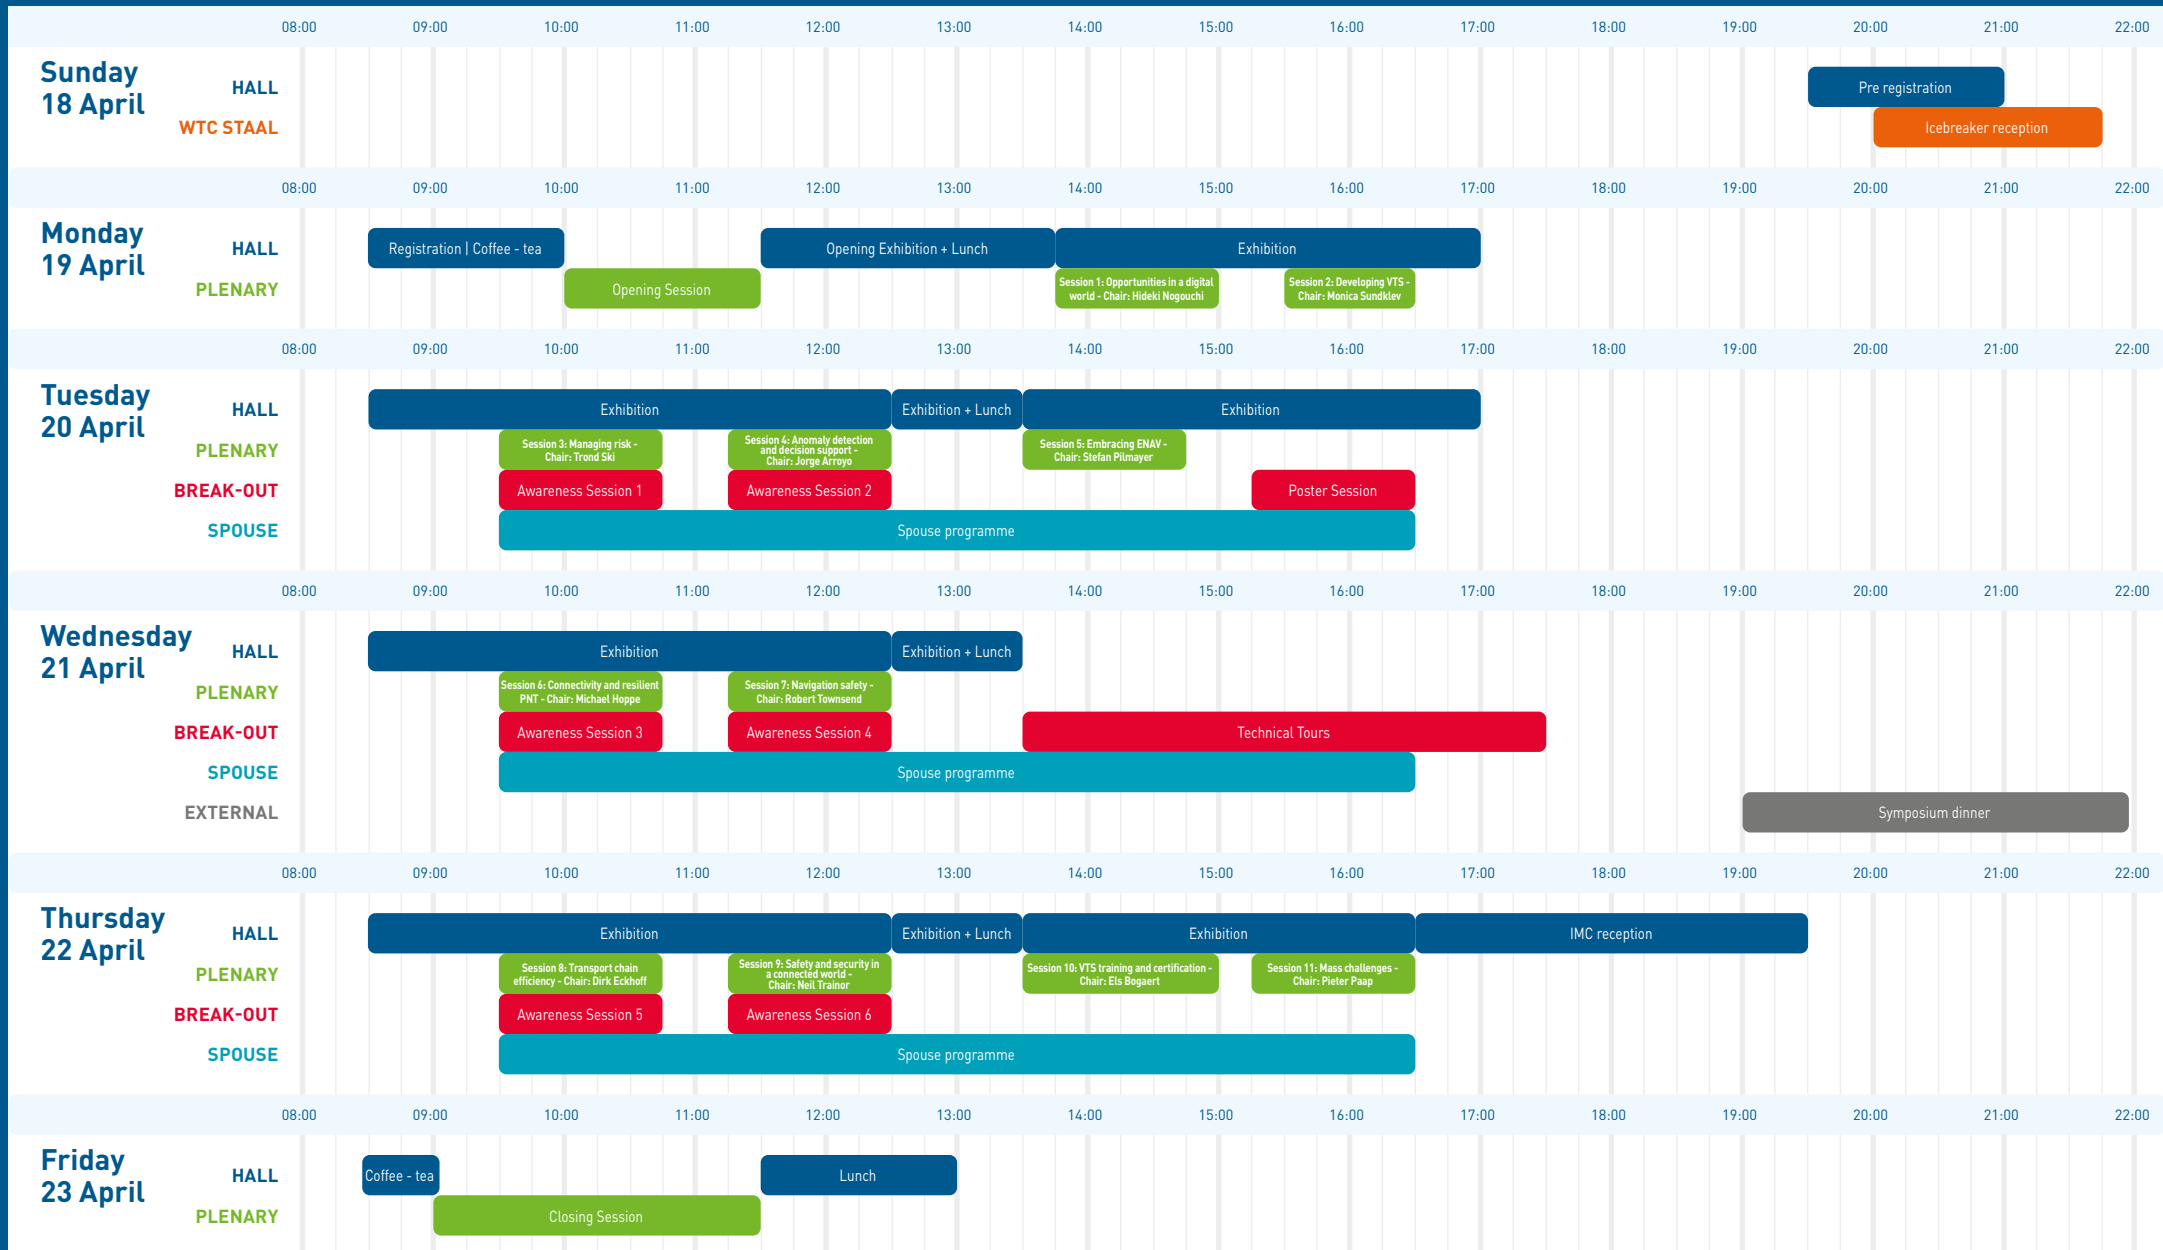 08:00 09:00 10:00 11:00 12:00 13:00 14:00 15:00 16:00 17:00 18:00 19:00 20:00 21:00 22:00
Sunday
18 April
HALL
Pre registration
WTC STAAL
Icebreaker reception
08:00 09:00 10:00 11:00 12:00 13:00 14:00 15:00 16:00 17:00 18:00 19:00 20:00 21:00 22:00
Monday
19 April
HALL
Registration | Coffee - tea
Opening Exhibition + Lunch
Exhibition
PLENARY
Opening Session
Session 1: Opportunities in a digital
world - Chair: Hideki Nogouchi
Session 2: Developing VTS -
Chair: Monica Sundklev
08:00 09:00 10:00 11:00 12:00 13:00 14:00 15:00 16:00 17:00 18:00 19:00 20:00 21:00 22:00
Tuesday
20 April
HALL
Exhibition
Exhibition + Lunch
Exhibition
PLENARY
Session 3: Managing risk -
Chair: Trond Ski
Session 4: Anomaly detection
and decision support -
Chair: Jorge Arroyo
Session 5: Embracing ENAV -
Chair: Stefan Pilmayer
BREAK-OUT
Awareness Session 1
Awareness Session 2
Poster Session
SPOUSE
Spouse programme
08:00 09:00 10:00 11:00 12:00 13:00 14:00 15:00 16:00 17:00 18:00 19:00 20:00 21:00 22:00
Wednesday
21 April
HALL
Exhibition
Exhibition + Lunch
PLENARY
Session 6: Connectivity and resilient
PNT - Chair: Michael Hoppe
Session 7: Navigation safety -
Chair: Robert Townsend
BREAK-OUT
Awareness Session 3
Awareness Session 4
Technical Tours
SPOUSE
Spouse programme
EXTERNAL
Symposium dinner
08:00 09:00 10:00 11:00 12:00 13:00 14:00 15:00 16:00 17:00 18:00 19:00 20:00 21:00 22:00
Thursday
22 April
HALL
Exhibition
Exhibition + Lunch
Exhibition
IMC reception
PLENARY
Session 8: Transport chain
efficiency - Chair: Dirk Eckhoff
Session 9: Safety and security in
a connected world -
Chair: Neil Trainor
Session 10: VTS training and certification -
Chair: Els Bogaert
Session 11: Mass challenges -
Chair: Pieter Paap
BREAK-OUT
Awareness Session 5
Awareness Session 6
SPOUSE
Spouse programme
08:00 09:00 10:00 11:00 12:00 13:00 14:00 15:00 16:00 17:00 18:00 19:00 20:00 21:00 22:00
Friday
23 April
HALL
Coffee - tea
Lunch
PLENARY
Closing Session